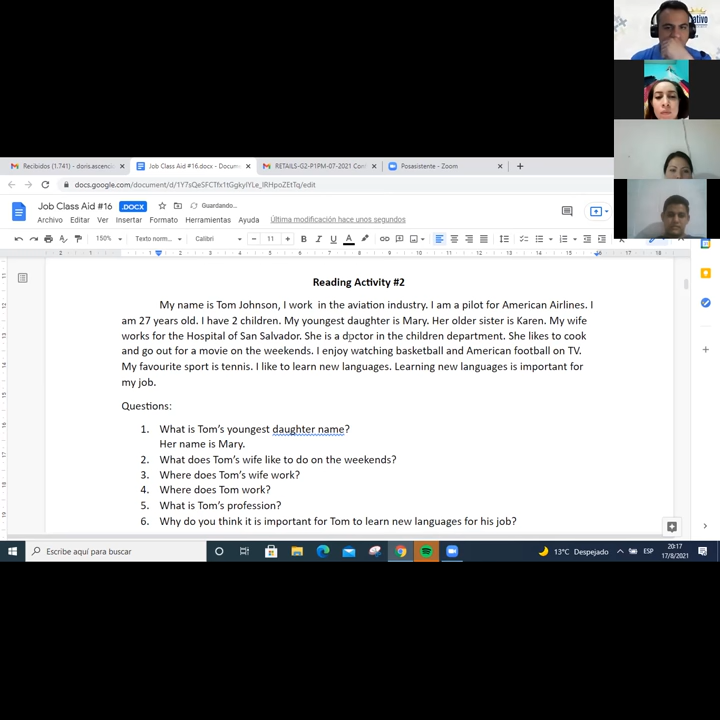 ativo
Recibidos (1.741) - doris.ascenci
Job Class Aid #16.docx - Docum
RETAILS-G2-P1PM-07-2021 Con
Posasistente - Zoom
docs.google.com/document/d/1Y7sQeSFCTfx1tGgkyIYLe_lRHpoZEtTq/edit
Job Class Aid #16 .DOCX Guardando...
Archivo Editar Ver Insertar Formato Herramientas Ayuda Última modificación hace unos segundos
150% Texto norm... Calibri 11 B I U A
Reading Activity #2
My name is Tom Johnson, I work in the aviation industry. I am a pilot for American Airlines. I
am 27 years old. I have 2 children. My youngest daughter is Mary. Her older sister is Karen. My wife
works for the Hospital of San Salvador. She is a doctor in the children department. She likes to cook
and go out for a movie on the weekends. I enjoy watching basketball and American football on TV.
My favourite sport is tennis. I like to learn new languages. Learning new languages is important for
my job.
Questions:
1. What is Tom's youngest daughter name?
Her name is Mary.
2. What does Tom's wife like to do on the weekends?
3. Where does Tom's wife work?
4. Where does Tom work?
5. What is Tom's profession?
6. Why do you think it is important for Tom to learn new languages for his job?
Escribe aquí para buscar
13°C Despejado ESP
20:17
17/8/2021